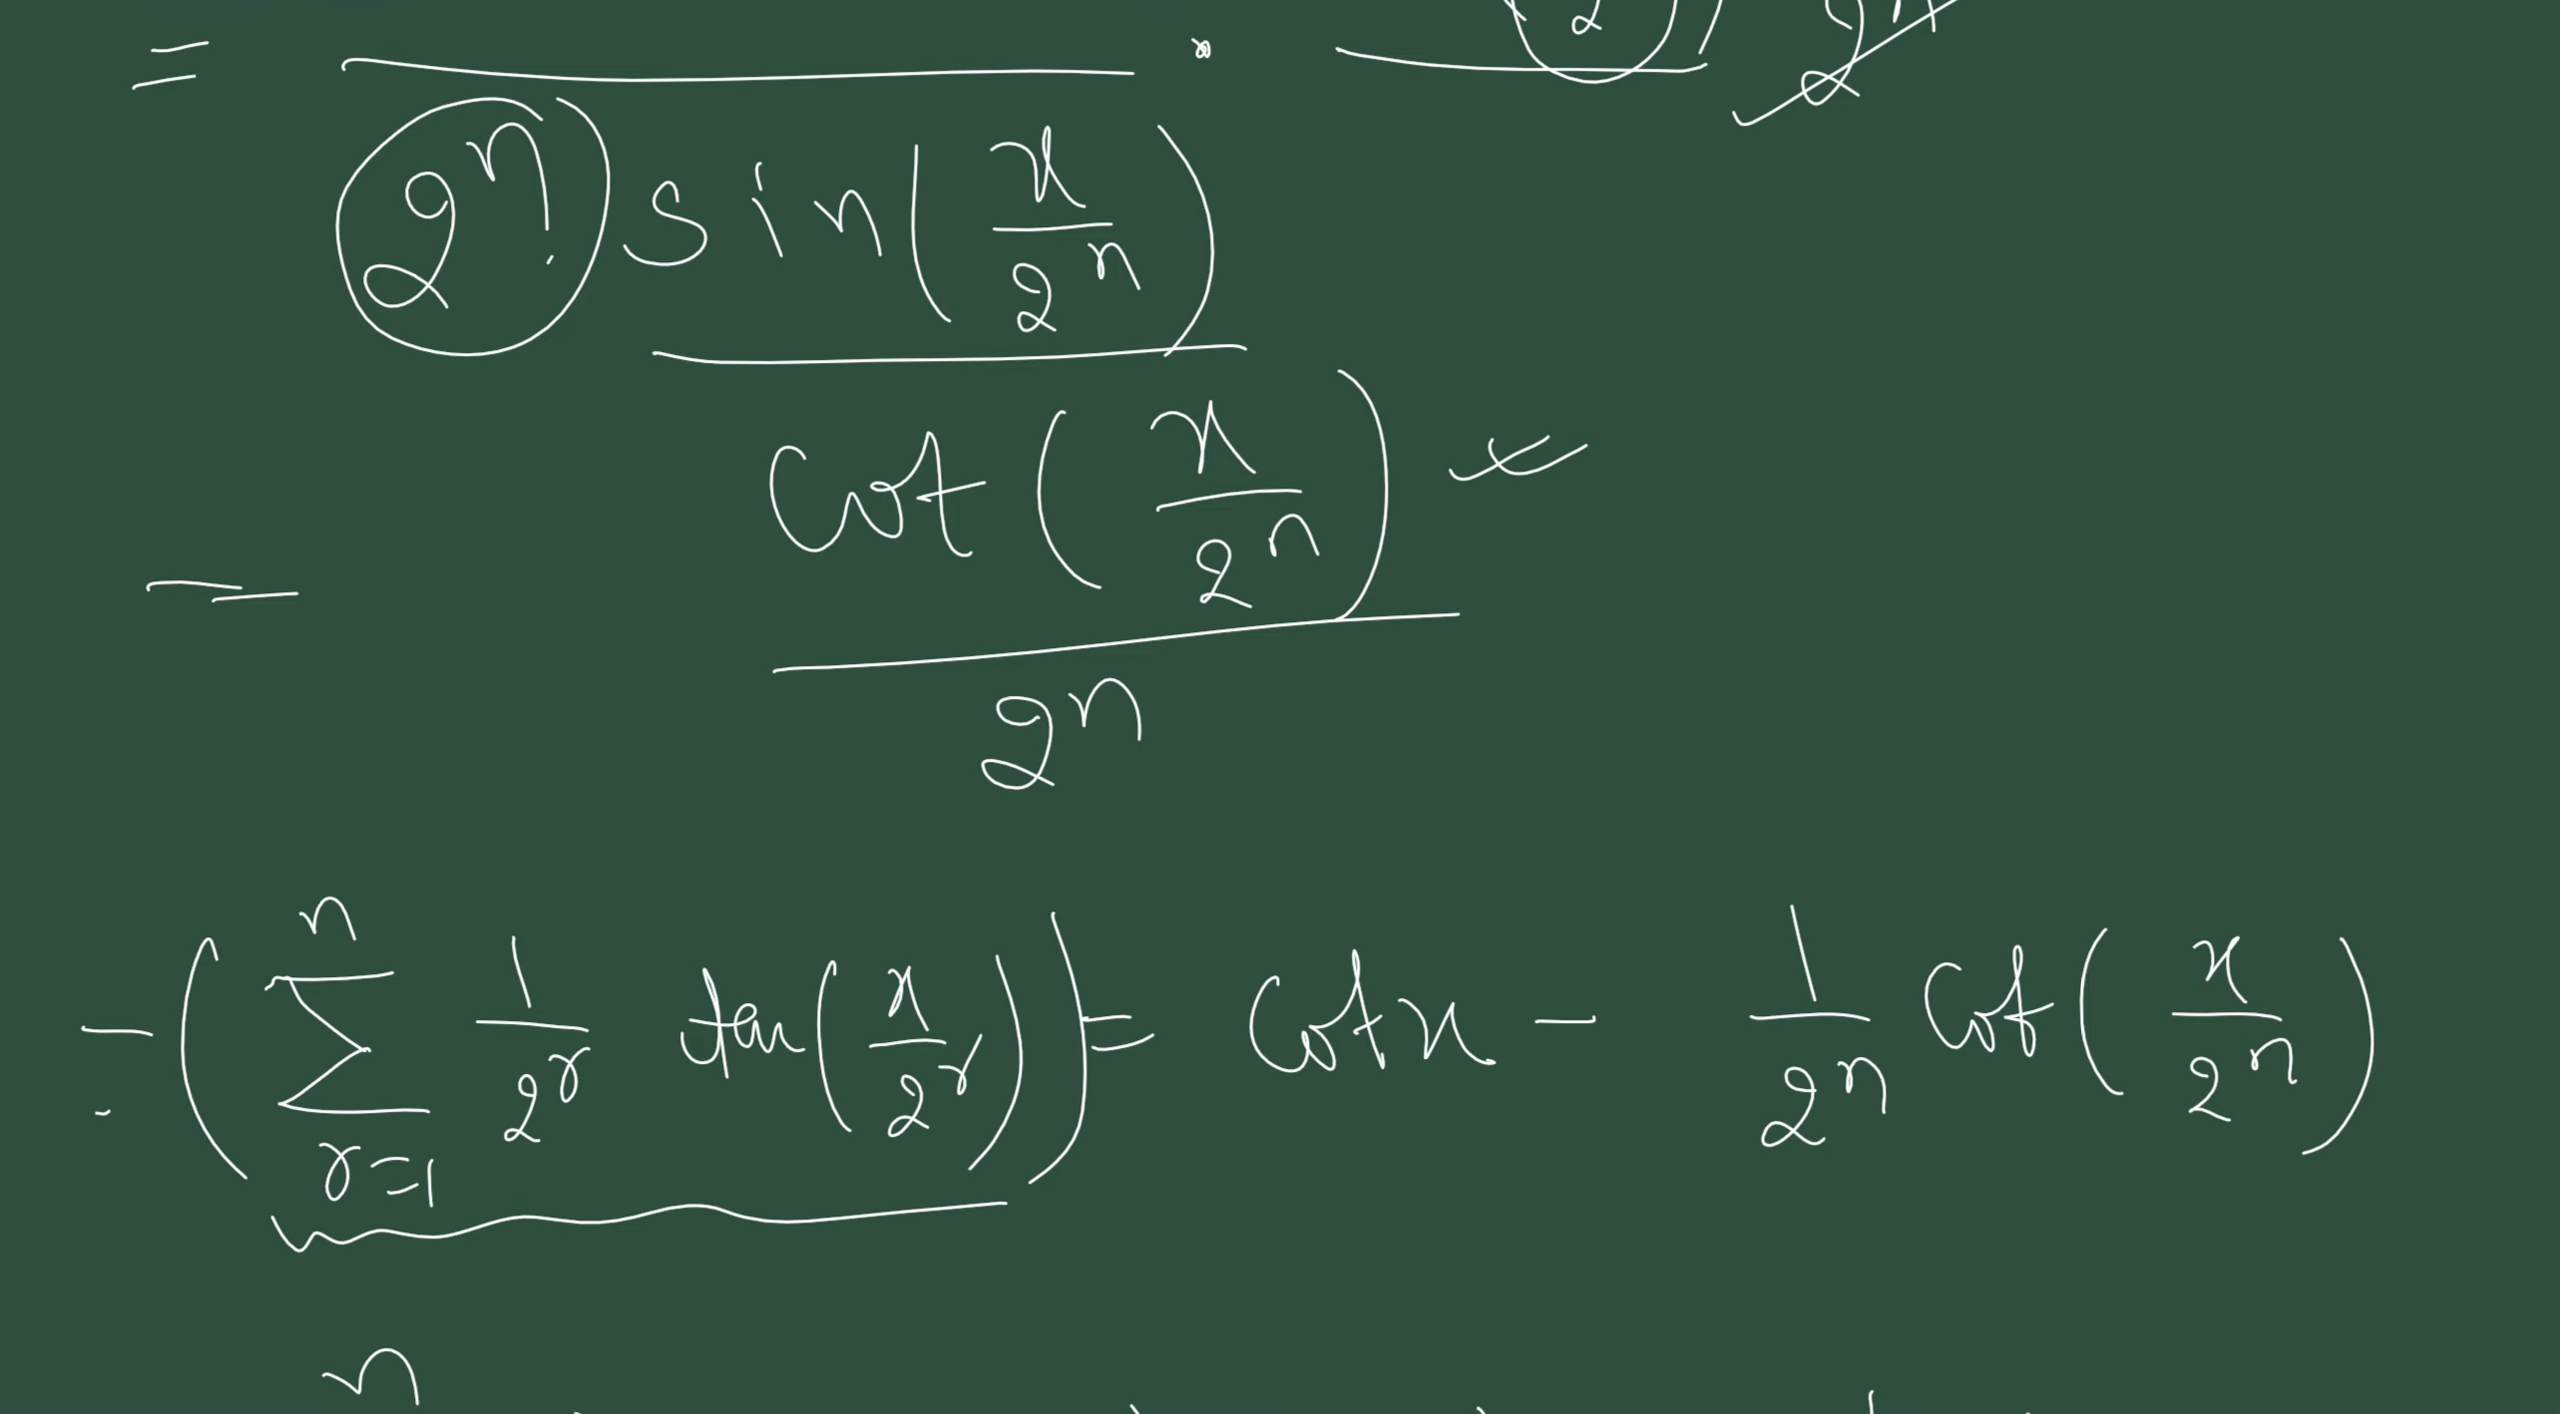 = ——— . ———
2ⁿ sin(x/2ⁿ)
= cot(x/2ⁿ)/2ⁿ
-(∑_{r=1}^{n} 1/2^r tan(x/2^r)) = cot x - 1/2ⁿ cot(x/2ⁿ)
n